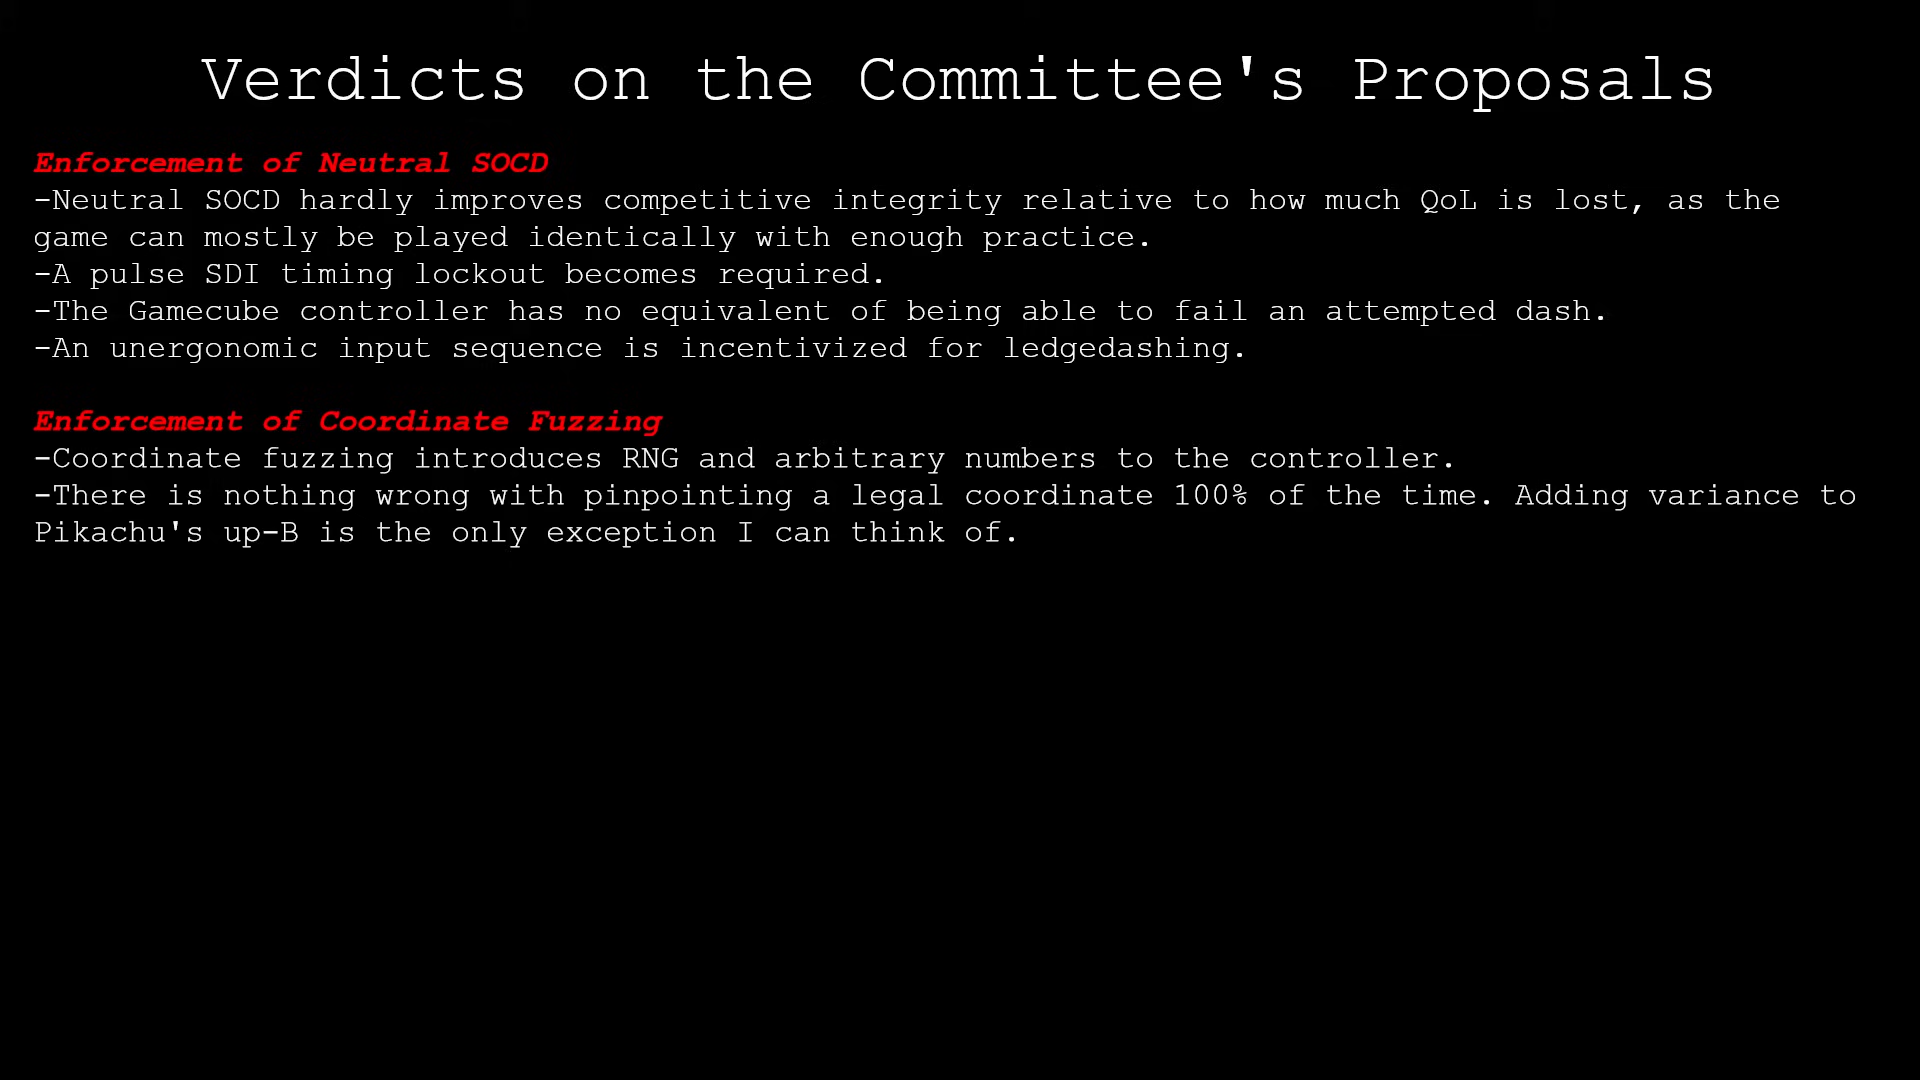 Verdicts on the Committee's Proposals
Enforcement of Neutral SOCD
-Neutral SOCD hardly improves competitive integrity relative to how much QoL is lost, as the
game can mostly be played identically with enough practice.
-A pulse SDI timing lockout becomes required.
-The Gamecube controller has no equivalent of being able to fail an attempted dash.
-An unergonomic input sequence is incentivized for ledgedashing.
Enforcement of Coordinate Fuzzing
-Coordinate fuzzing introduces RNG and arbitrary numbers to the controller.
-There is nothing wrong with pinpointing a legal coordinate 100% of the time. Adding variance to
Pikachu's up-B is the only exception I can think of.